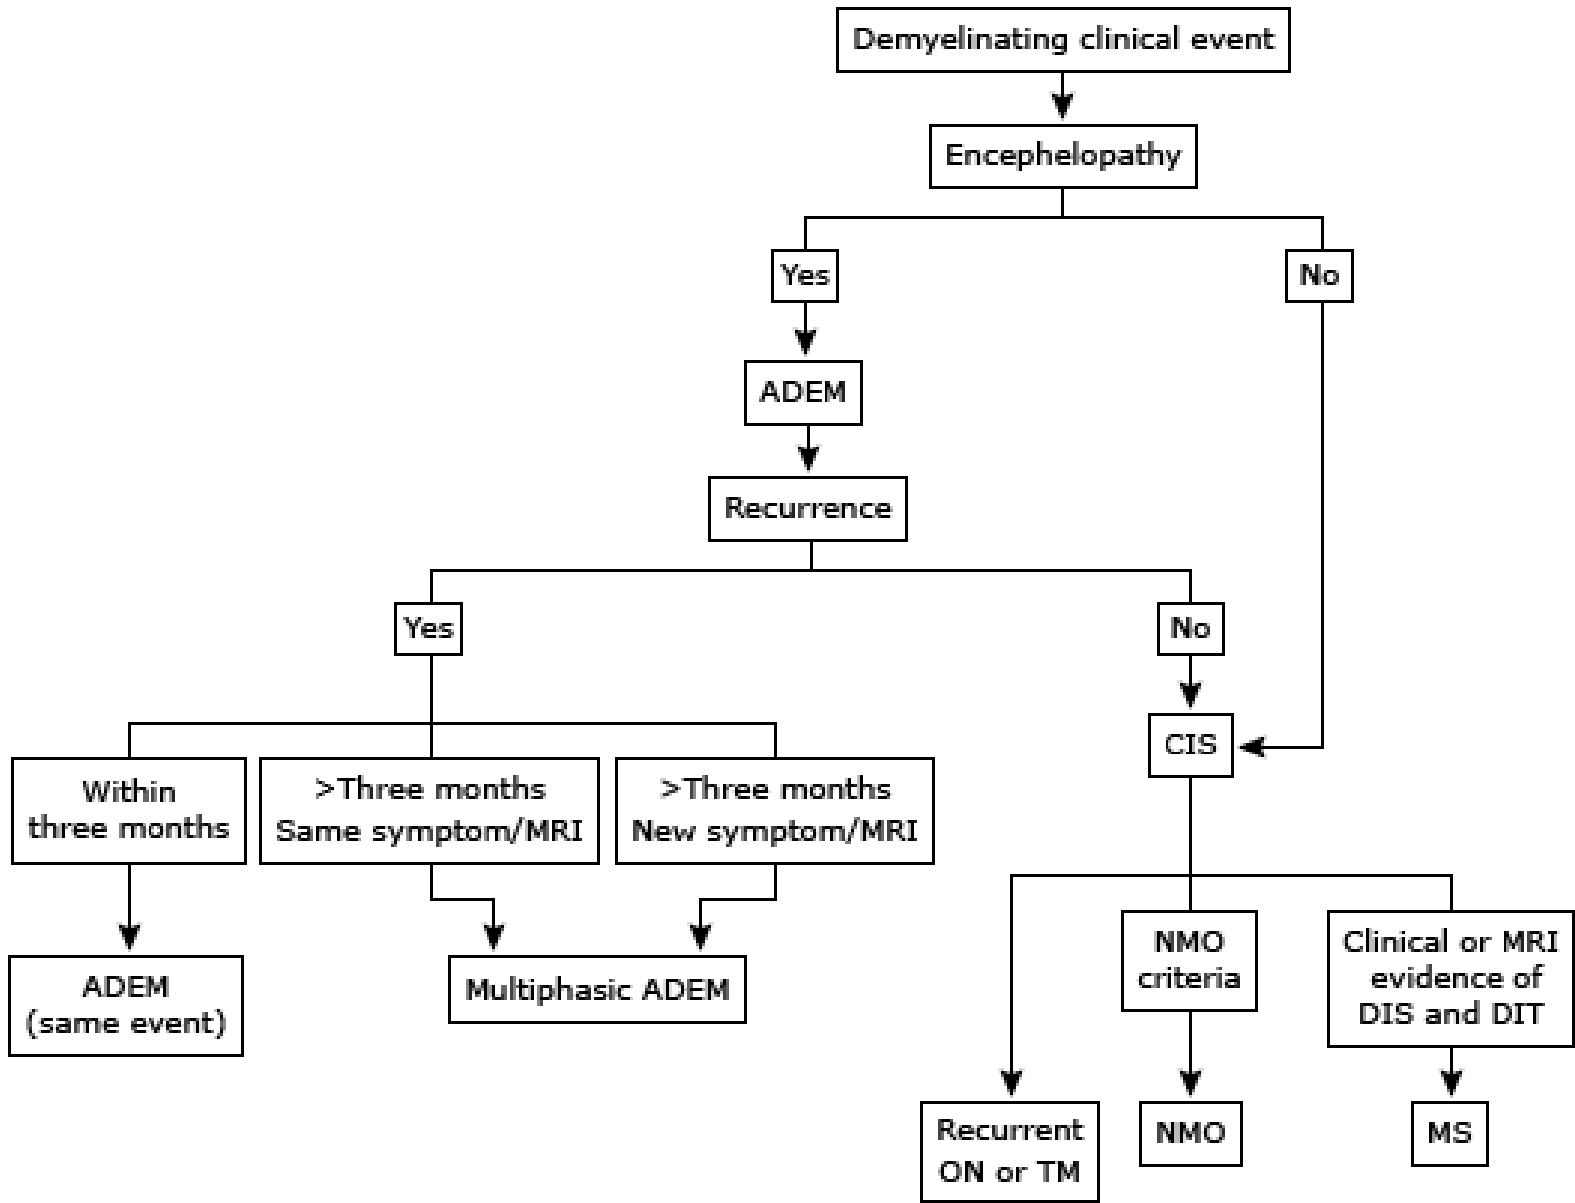 Demyelinating clinical event
Encephelopathy
Yes
No
ADEM
Recurrence
Yes
No
CIS
Within
three months
>Three months
Same symptom/MRI
>Three months
New symptom/MRI
NMO
criteria
Clinical or MRI
evidence of
DIS and DIT
ADEM
(same event)
Multiphasic ADEM
Recurrent
ON or TM
NMO
MS